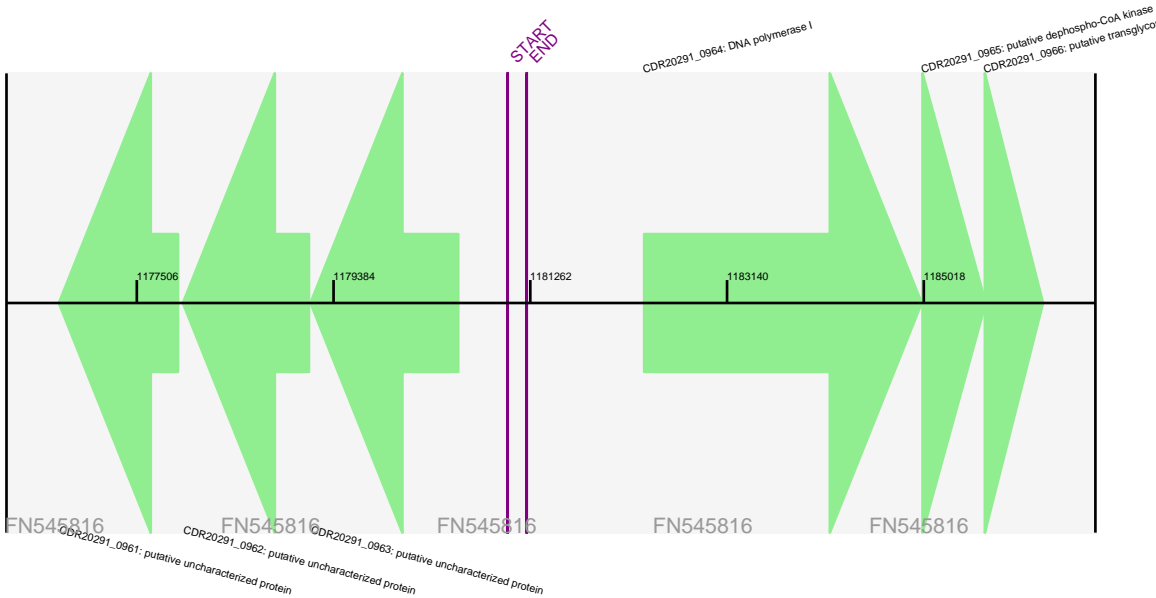 START
END
CDR20291_0964: DNA polymerase I
CDR20291_0965: putative dephospho-CoA kinase
CDR20291_0966: putative transglyco
1177506
1179384
1181262
1183140
1185018
FN545816
FN545816
FN545816
FN545816
FN545816
CDR20291_0961: putative uncharacterized protein
CDR20291_0962: putative uncharacterized protein
CDR20291_0963: putative uncharacterized protein